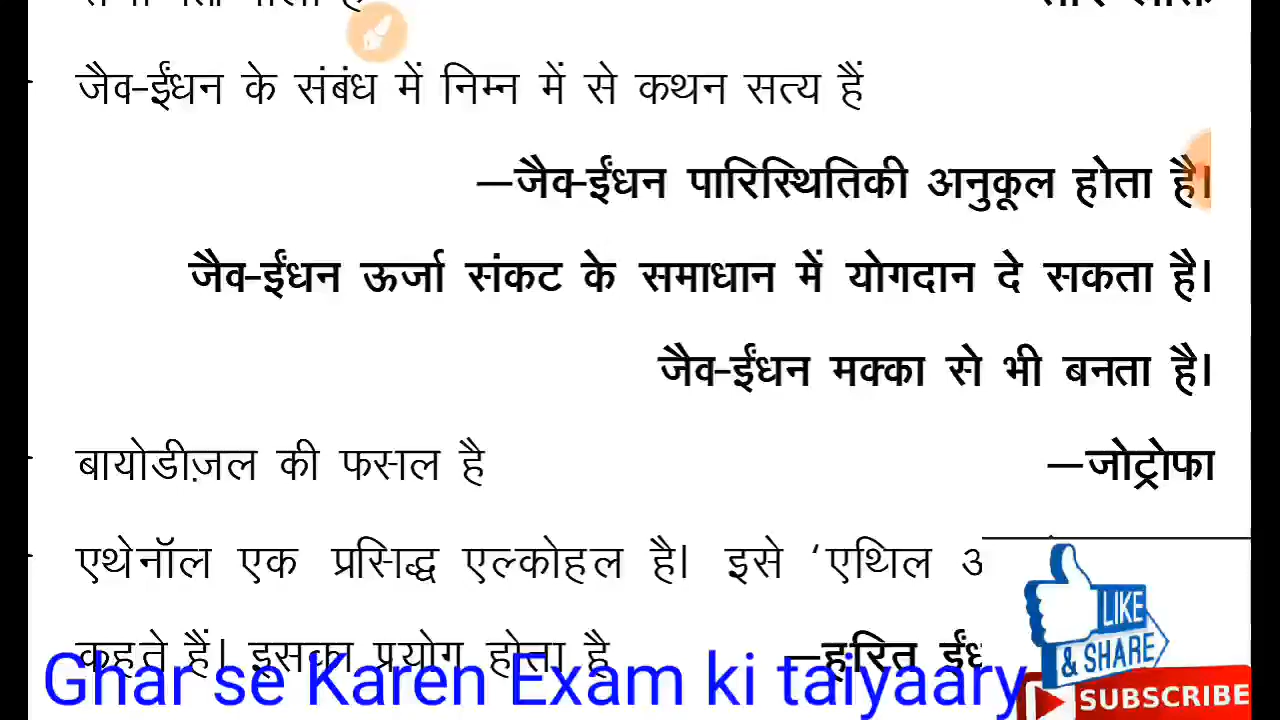 जैव-ईंधन के संबंध में निम्न में से कथन सत्य हैं
—जैव-ईंधन पारिस्थितिकी अनुकूल होता है।
जैव-ईंधन ऊर्जा संकट के समाधान में योगदान दे सकता है।
जैव-ईंधन मक्का से भी बनता है।
बायोडीज़ल की फसल है —जोट्रोफा
एथेनॉल एक प्रसिद्ध एल्कोहल है। इसे ‘एथिल
कहते हैं। इसका प्रयोग होता है —हरित
Ghar se Karen Exam ki taiyaary
LIKE
& SHARE
SUBSCRIBE